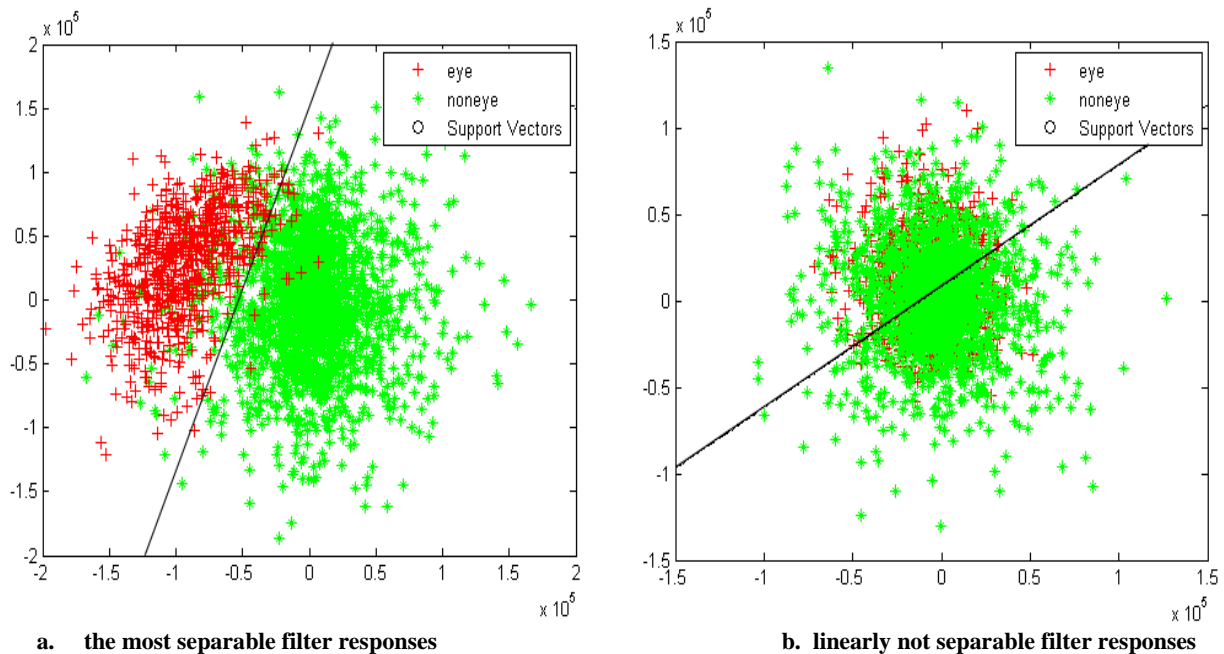 x 10^5
2
1.5
1
0.5
0
-0.5
-1
-1.5
-2
-2 -1.5 -1 -0.5 0 0.5 1 1.5 2
x 10^5
eye
noneye
Support Vectors
a. the most separable filter responses
x 10^5
1.5
1
0.5
0
-0.5
-1
-1.5
-1.5 -1 -0.5 0 0.5 1 1.5
x 10^5
eye
noneye
Support Vectors
b. linearly not separable filter responses